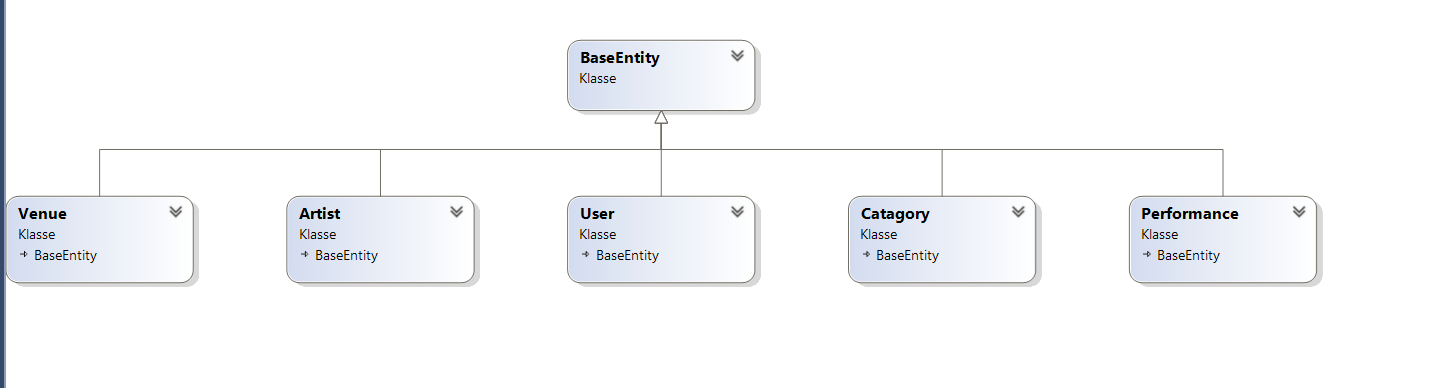 BaseEntity
Klasse
Venue
Klasse
BaseEntity
Artist
Klasse
BaseEntity
User
Klasse
BaseEntity
Catagory
Klasse
BaseEntity
Performance
Klasse
BaseEntity